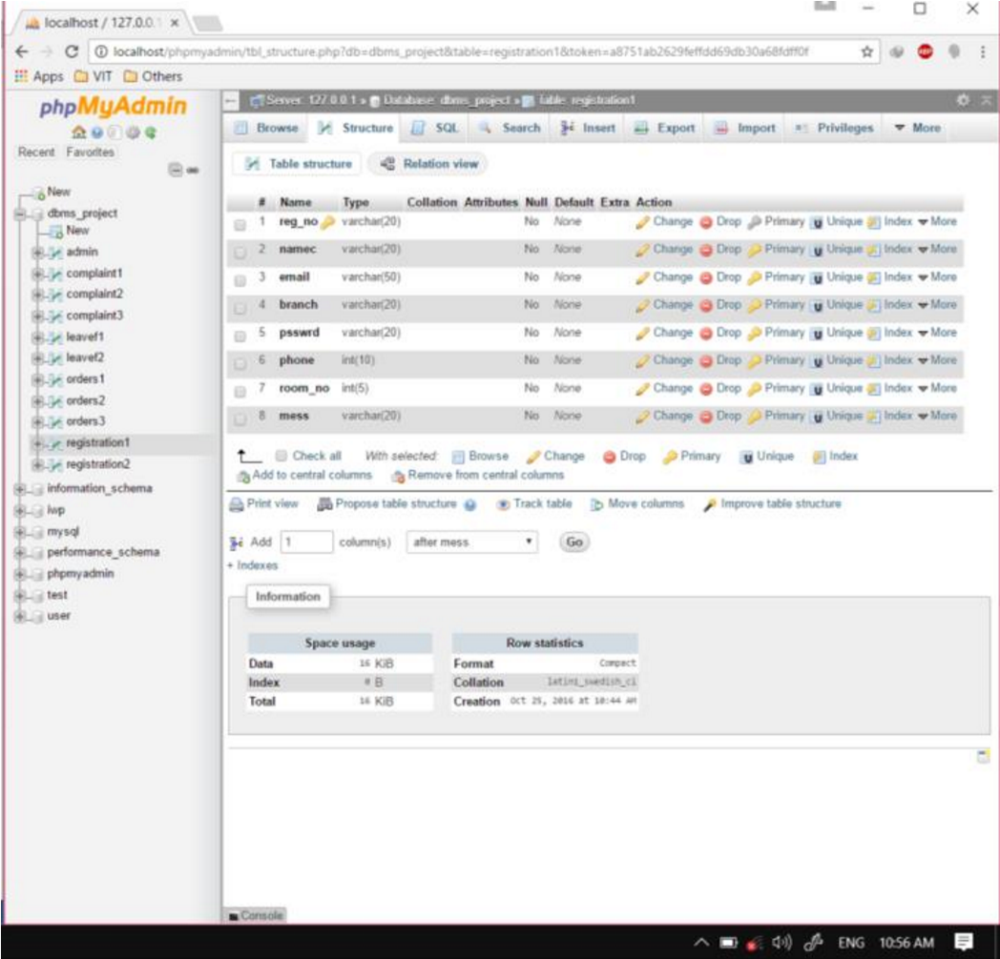 localhost / 127.0.0.1 ×
localhost/phpmyadmin/tbl_structure.php?db=dbms_project&table=registration1&token=a8751ab2629feffdd69db30a68fdff0f
Apps VIT Others
phpMyAdmin
Recent Favorites
New
dbms_project
New
admin
complaint1
complaint2
complaint3
leavef1
leavef2
orders1
orders2
orders3
registration1
registration2
information_schema
lwp
mysql
performance_schema
phpmyadmin
test
user
Server: 127.0.0.1 » Database: dbms_project » Table: registration1
Browse Structure SQL Search Insert Export Import Privileges More
Table structure Relation view
# Name Type Collation Attributes Null Default Extra Action
1 reg_no varchar(20) No None Change Drop Primary Unique Index More
2 namec varchar(20) No None Change Drop Primary Unique Index More
3 email varchar(50) No None Change Drop Primary Unique Index More
4 branch varchar(20) No None Change Drop Primary Unique Index More
5 psswrd varchar(20) No None Change Drop Primary Unique Index More
6 phone int(10) No None Change Drop Primary Unique Index More
7 room_no int(5) No None Change Drop Primary Unique Index More
8 mess varchar(20) No None Change Drop Primary Unique Index More
Check all With selected: Browse Change Drop Primary Unique Index
Add to central columns Remove from central columns
Print view Propose table structure Track table Move columns Improve table structure
Add 1 column(s) after mess Go
+ Indexes
Information
Space usage
Data 16 KiB
Index 0 B
Total 16 KiB
Row statistics
Format Compact
Collation latin1_swedish_ci
Creation Oct 25, 2016 at 10:44 AM
Console
ENG 10:56 AM